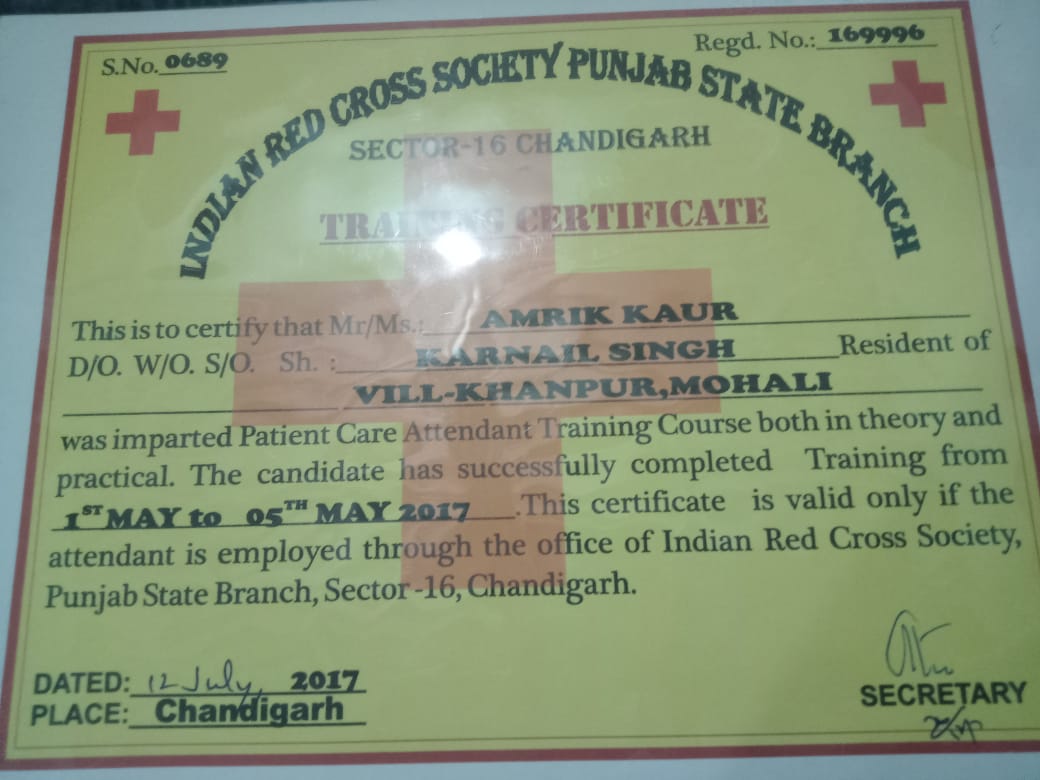 S.No. 0689
Regd. No.: 169996
INDIAN RED CROSS SOCIETY PUNJAB STATE BRANCH
SECTOR-16 CHANDIGARH
TRAINING CERTIFICATE
This is to certify that Mr/Ms.: AMRIK KAUR
D/O. W/O. S/O. Sh. : KARNAIL SINGH Resident of
VILL-KHANPUR,MOHALI
was imparted Patient Care Attendant Training Course both in theory and
practical. The candidate has successfully completed Training from
1ST MAY to 05TH MAY 2017 .This certificate is valid only if the
attendant is employed through the office of Indian Red Cross Society,
Punjab State Branch, Sector -16, Chandigarh.
DATED: 12 July, 2017
PLACE: Chandigarh
SECRETARY